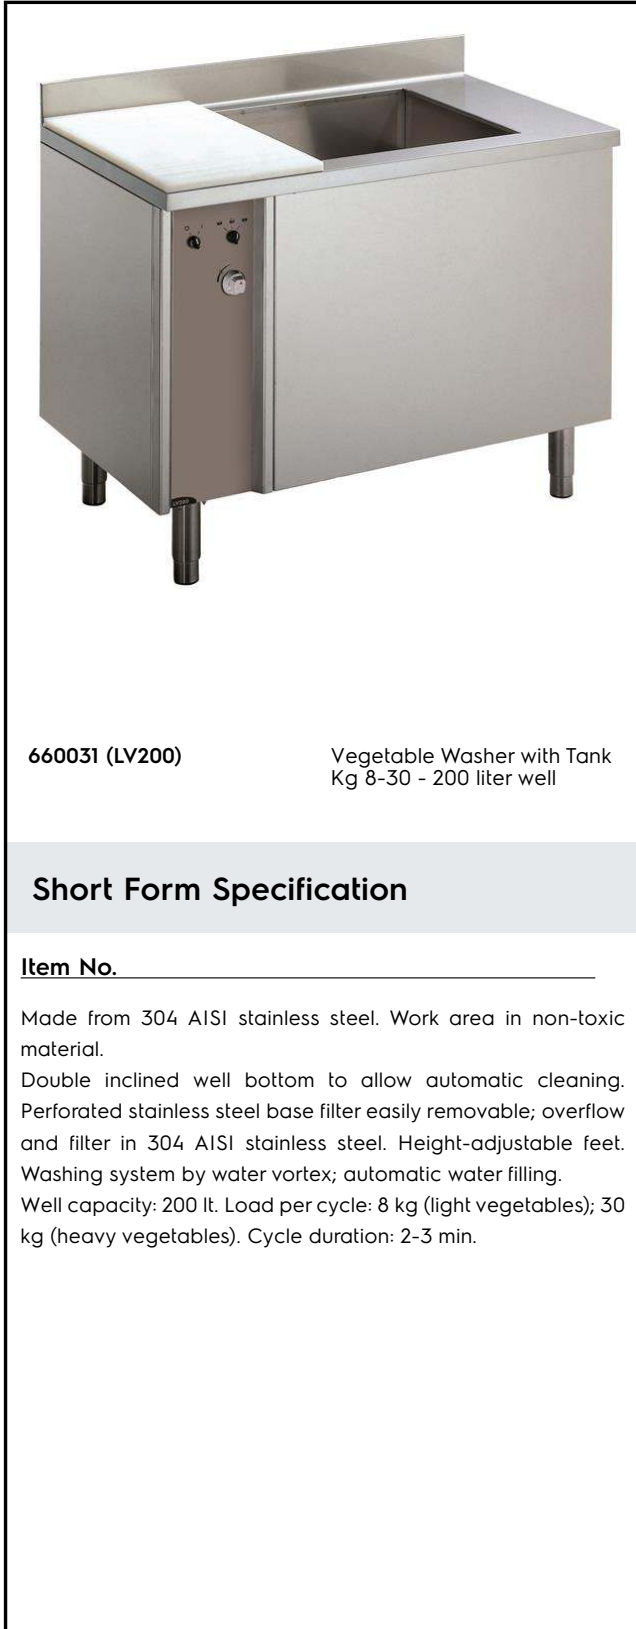 660031 (LV200)
Vegetable Washer with Tank
Kg 8-30 - 200 liter well
Short Form Specification
Item No.
Made from 304 AISI stainless steel. Work area in non-toxic
material.
Double inclined well bottom to allow automatic cleaning.
Perforated stainless steel base filter easily removable; overflow
and filter in 304 AISI stainless steel. Height-adjustable feet.
Washing system by water vortex; automatic water filling.
Well capacity: 200 lt. Load per cycle: 8 kg (light vegetables); 30
kg (heavy vegetables). Cycle duration: 2-3 min.